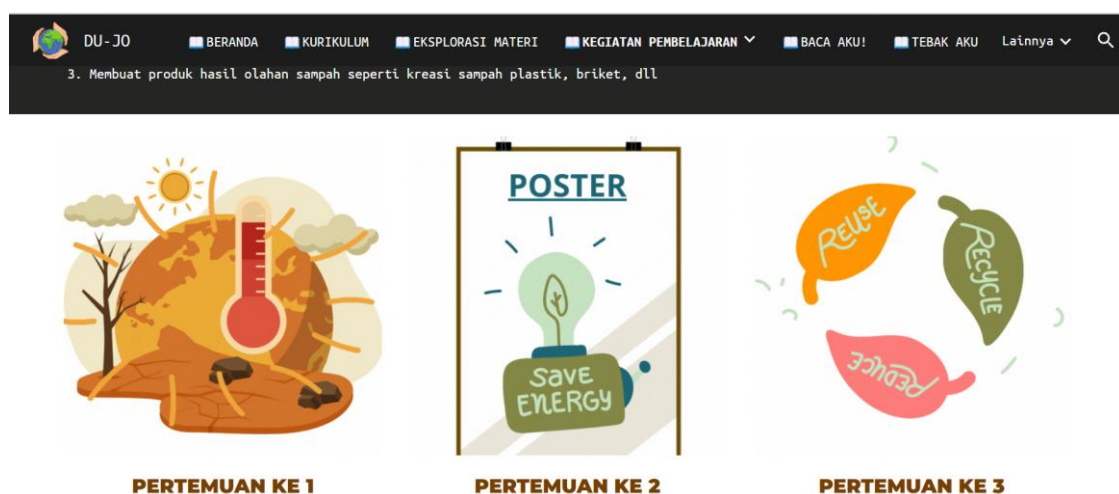 DU-JO BERANDA KURIKULUM EKSPLORASI MATERI KEGIATAN PEMBELAJARAN BACA AKU! TEBAK AKU Lainnya
3. Membuat produk hasil olahan sampah seperti kreasi sampah plastik, briket, dll
POSTER
SAVE
ENERGY
REUSE
RECYCLE
REDUCE
PERTEMUAN KE 1
PERTEMUAN KE 2
PERTEMUAN KE 3